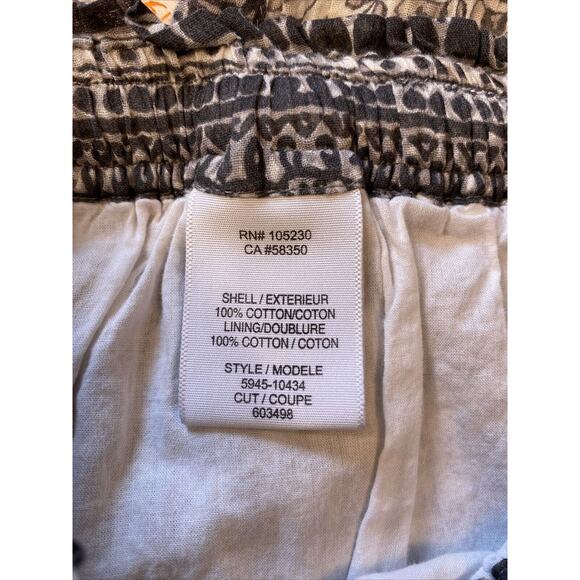 RN# 105230
CA #58350
SHELL / EXTERIEUR
100% COTTON/COTON
LINING/DOUBLURE
100% COTTON / COTON
STYLE / MODELE
5945-10434
CUT / COUPE
603498